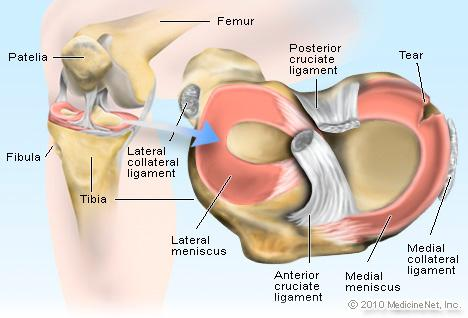 Femur
Patelia
Posterior
cruciate
ligament
Tear
Fibula
Lateral
collateral
ligament
Tibia
Lateral
meniscus
Anterior
cruciate
ligament
Medial
meniscus
Medial
collateral
ligament
© 2010 MedicineNet, Inc.